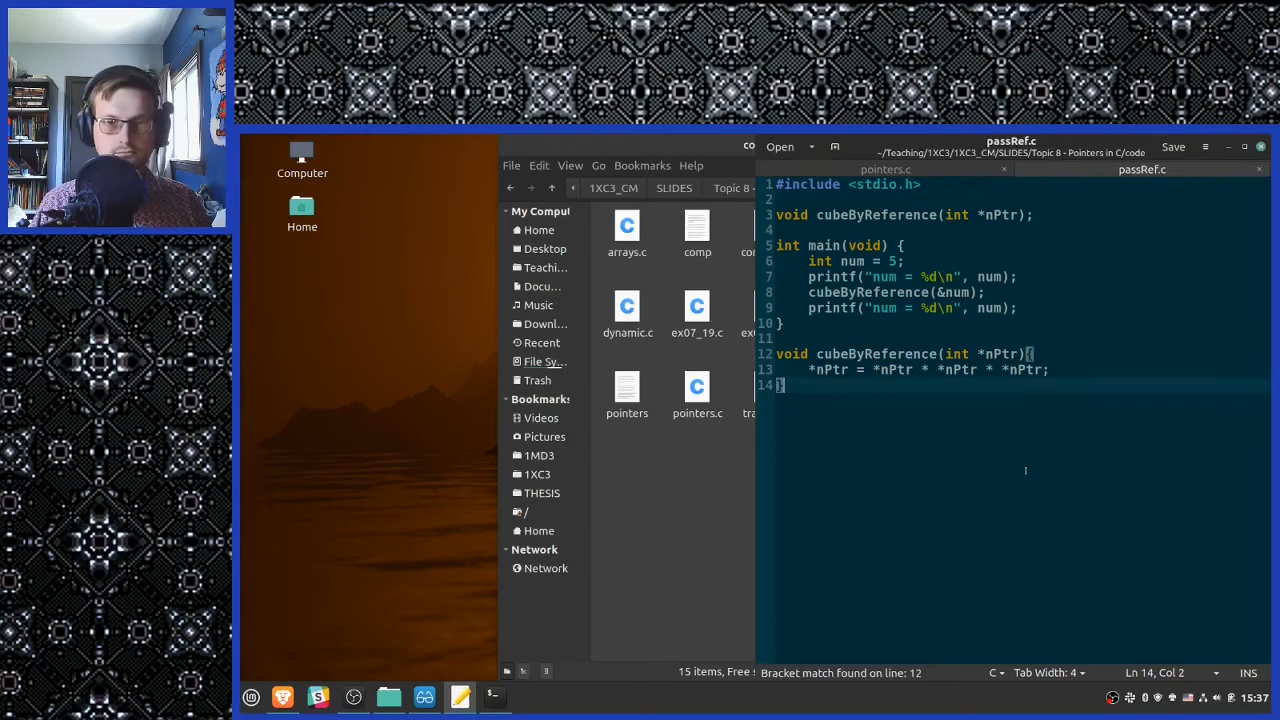 Computer
Home
co
File Edit View Go Bookmarks Help
1XC3_CM SLIDES Topic 8 -
My Comput
Home
Desktop
Teachi...
Docu...
Music
Downl...
Recent
File Sy...
Trash
Bookmarks
Videos
Pictures
1MD3
1XC3
THESIS
/
Home
Network
Network
arrays.c comp con
dynamic.c ex07_19.c
pointers pointers.c tra
15 items, Free
passRef.c
Open ~/Teaching/1XC3/1XC3_CM/SLIDES/Topic 8 - Pointers in C/code Save
pointers.c passRef.c
1 #include <stdio.h>
2
3 void cubeByReference(int *nPtr);
4
5 int main(void) {
6 int num = 5;
7 printf("num = %d\n", num);
8 cubeByReference(&num);
9 printf("num = %d\n", num);
10 }
11
12 void cubeByReference(int *nPtr){
13 *nPtr = *nPtr * *nPtr * *nPtr;
14 }
Bracket match found on line: 12 C Tab Width: 4 Ln 14, Col 2 INS
15:37